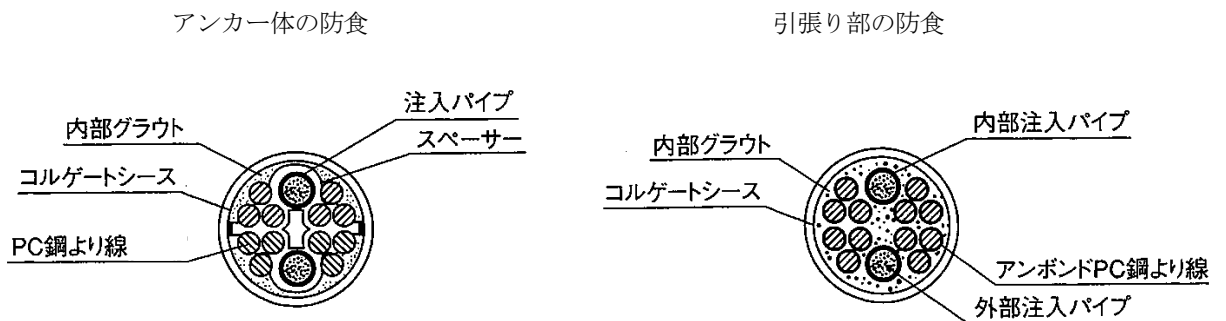 アンカー体の防食
引張り部の防食
注入パイプ
内部グラウト
スペーサー
コルゲートシース
PC鋼より線
内部注入パイプ
内部グラウト
コルゲートシース
アンボンドPC鋼より線
外部注入パイプ